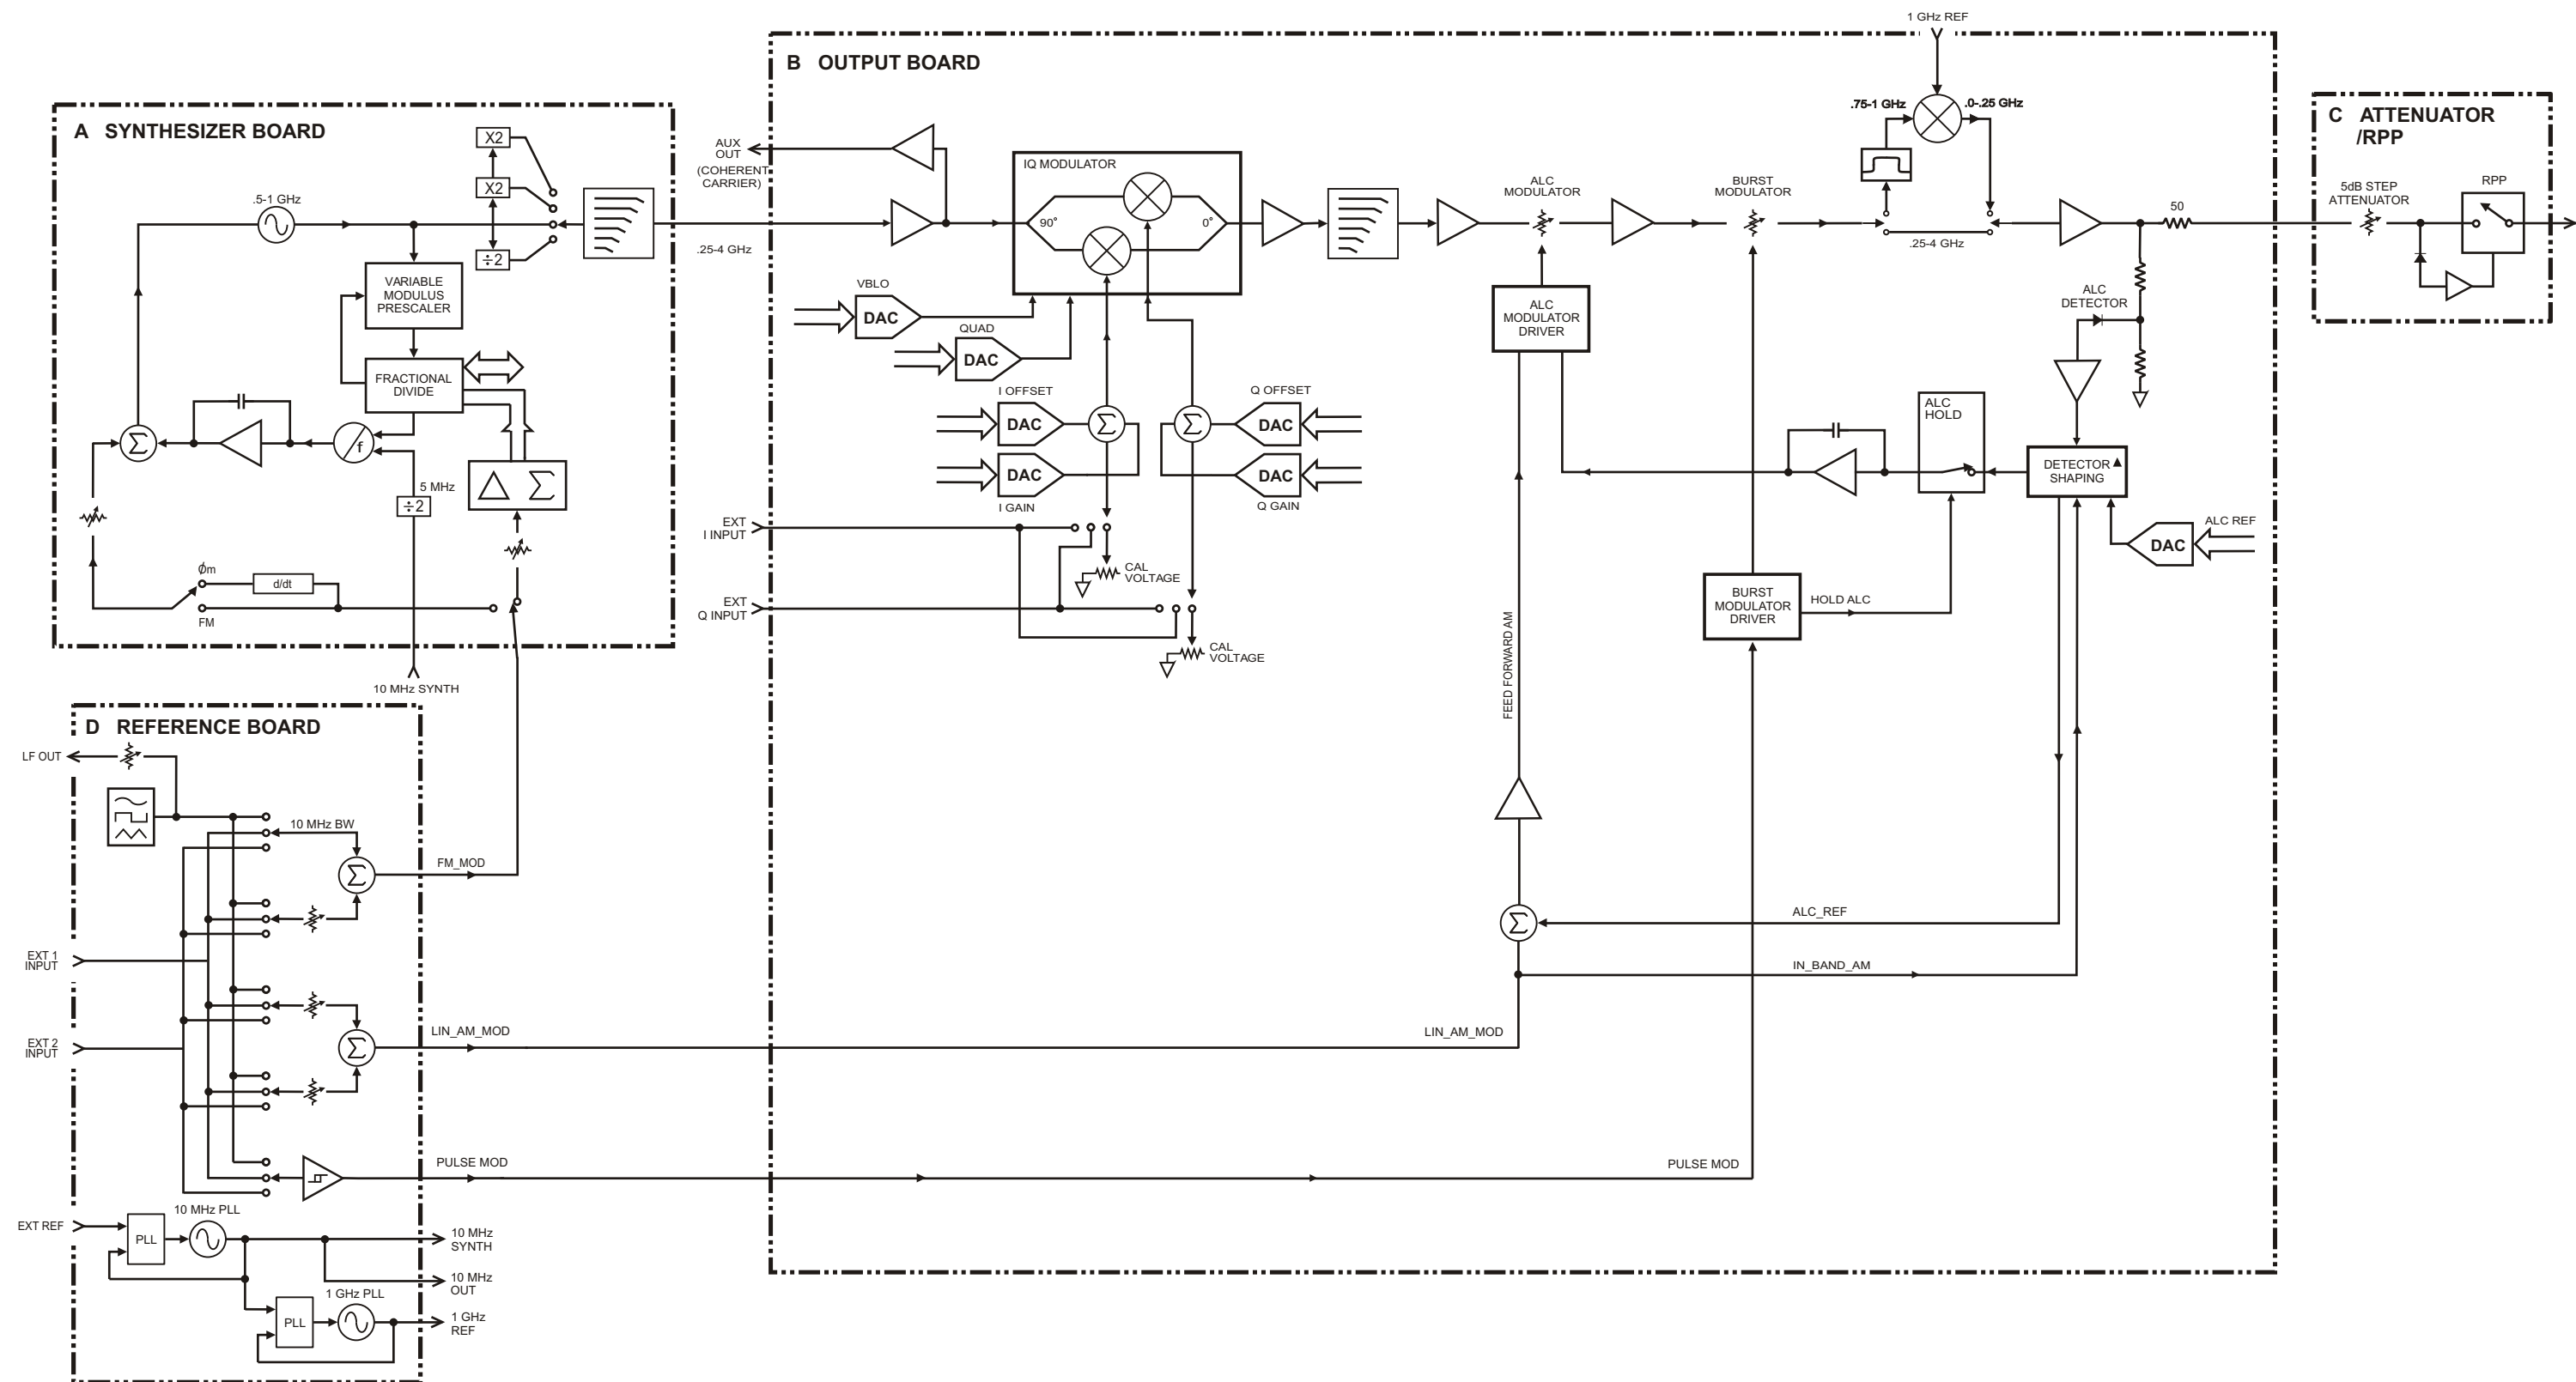 1 GHz REF
B OUTPUT BOARD
.75-1 GHz
.0-.25 GHz
.25-4 GHz
A SYNTHESIZER BOARD
X2
X2
÷2
.5-1 GHz
VARIABLE
MODULUS
PRESCALER
FRACTIONAL
DIVIDE
Σ
f
5 MHz
÷2
△ Σ
ϕm
d/dt
FM
10 MHz SYNTH
AUX
OUT
(COHERENT
CARRIER)
.25-4 GHz
IQ MODULATOR
90°
0°
VBLO
DAC
QUAD
DAC
I OFFSET
DAC
DAC
I GAIN
Σ
Σ
Q OFFSET
DAC
DAC
Q GAIN
EXT
I INPUT
CAL
VOLTAGE
EXT
Q INPUT
CAL
VOLTAGE
ALC
MODULATOR
BURST
MODULATOR
ALC
MODULATOR
DRIVER
50
ALC
DETECTOR
ALC
HOLD
DETECTOR
SHAPING
ALC REF
DAC
BURST
MODULATOR
DRIVER
HOLD ALC
FEED FORWARD AM
Σ
ALC_REF
IN_BAND_AM
LIN_AM_MOD
PULSE MOD
C ATTENUATOR
/RPP
5dB STEP
ATTENUATOR
RPP
D REFERENCE BOARD
LF OUT
10 MHz BW
Σ
FM_MOD
EXT 1
INPUT
EXT 2
INPUT
Σ
LIN_AM_MOD
PULSE MOD
EXT REF
10 MHz PLL
PLL
10 MHz
SYNTH
10 MHz
OUT
1 GHz PLL
PLL
1 GHz
REF